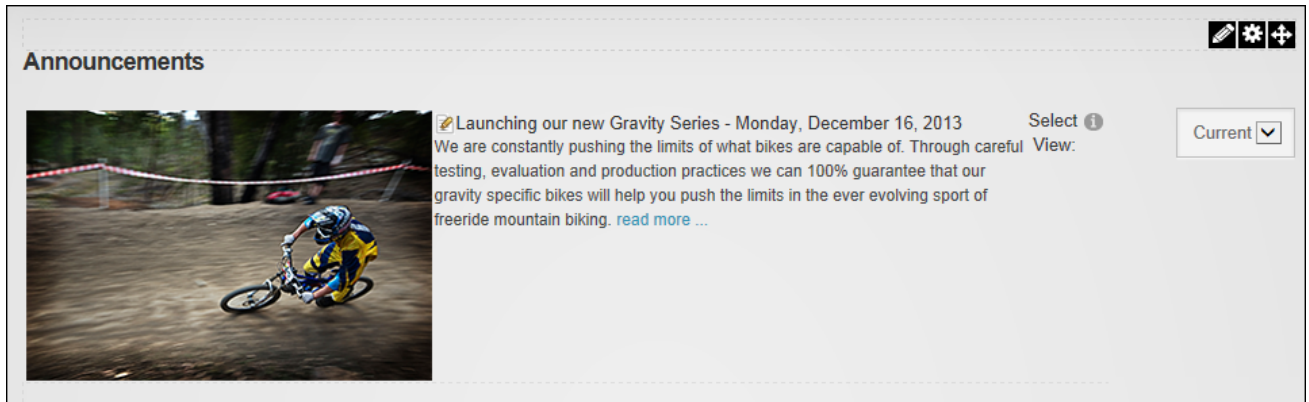 Announcements
Launching our new Gravity Series - Monday, December 16, 2013
We are constantly pushing the limits of what bikes are capable of. Through careful
testing, evaluation and production practices we can 100% guarantee that our
gravity specific bikes will help you push the limits in the ever evolving sport of
freeride mountain biking. read more ...
Select
View:
Current